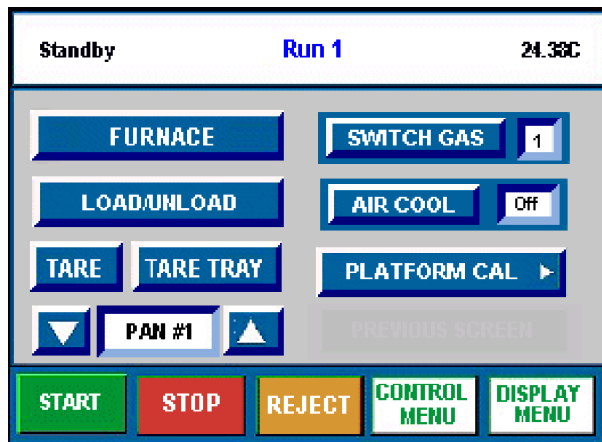 Standby Run 1 24.38C
FURNACE SWITCH GAS 1
LOAD/UNLOAD AIR COOL Off
TARE TARE TRAY PLATFORM CAL
PAN #1 PREVIOUS SCREEN
START STOP REJECT CONTROL MENU DISPLAY MENU